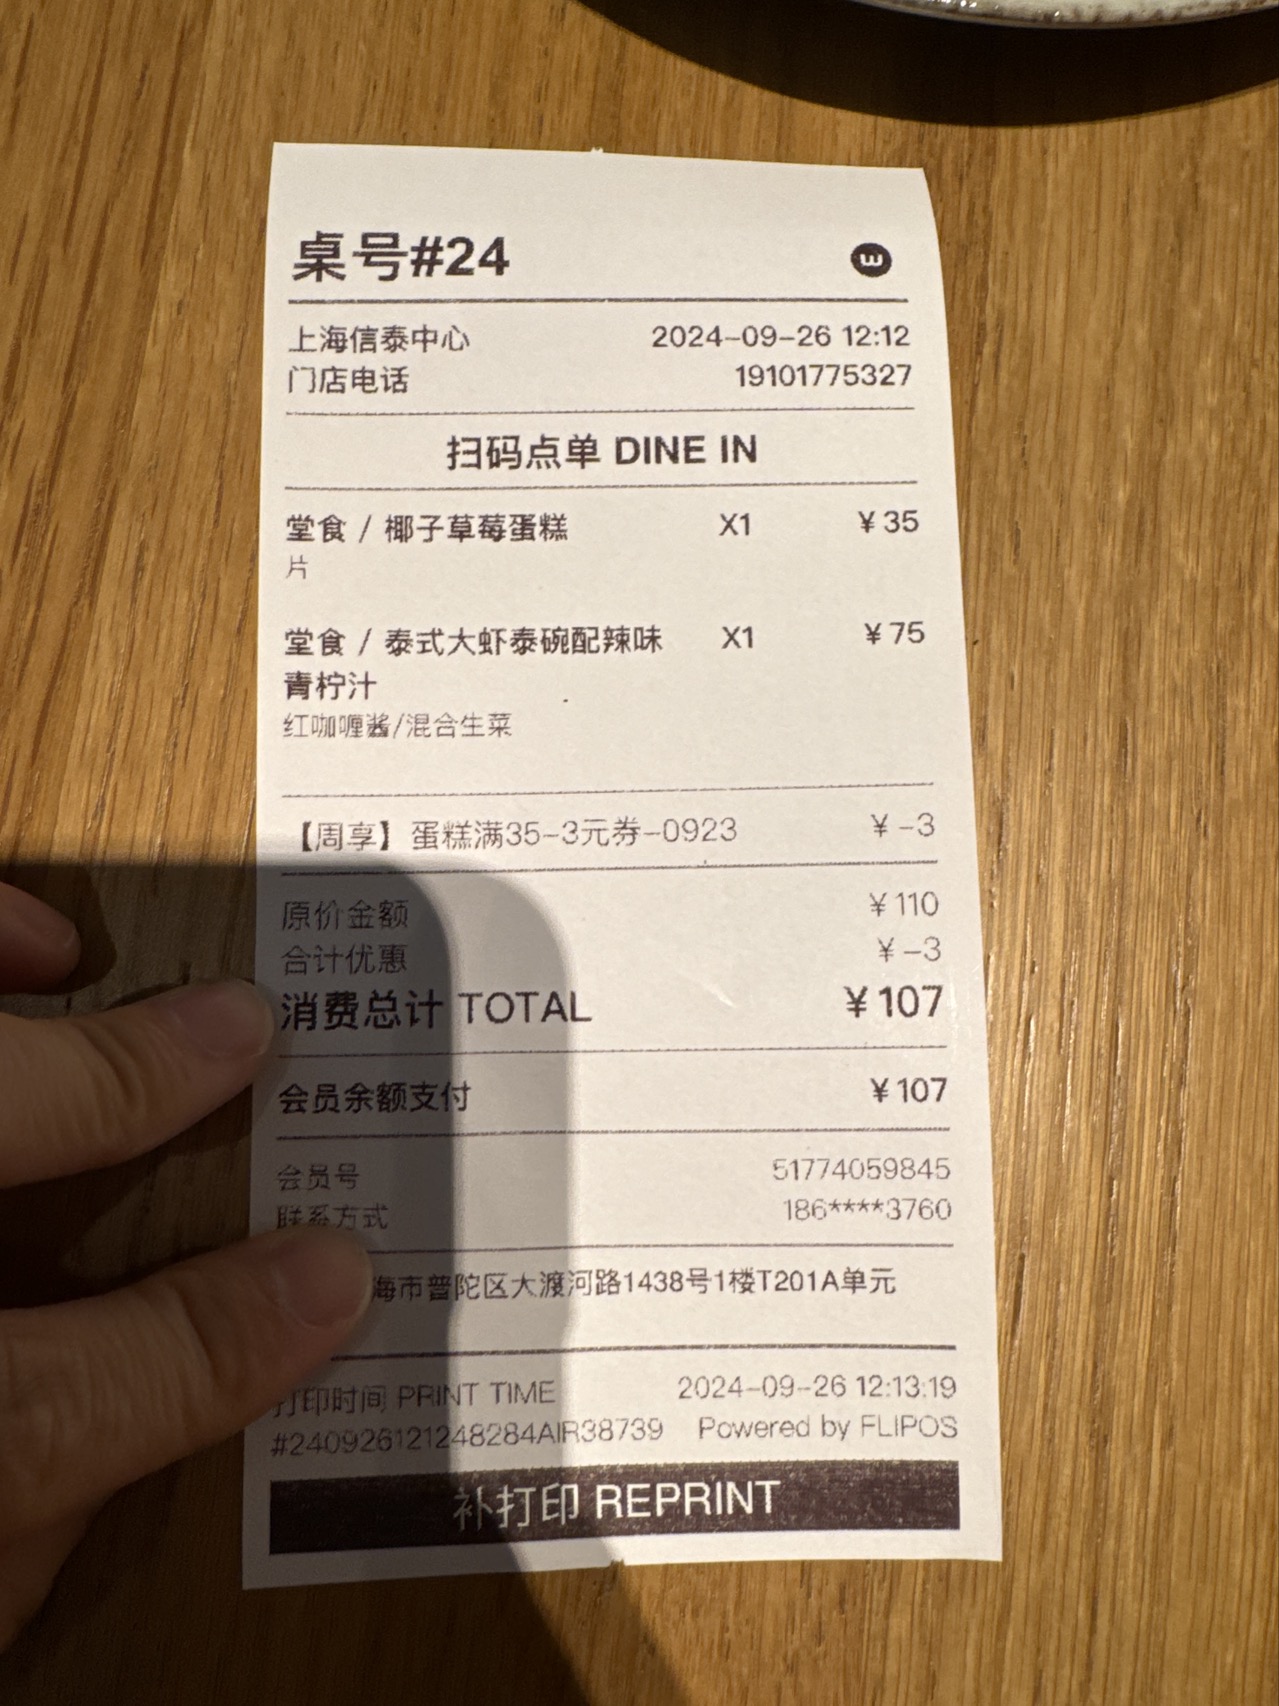 桌号#24
上海信泰中心 2024-09-26 12:12
门店电话 19101775327
扫码点单 DINE IN
堂食 / 椰子草莓蛋糕 X1 ¥35
片
堂食 / 泰式大虾泰碗配辣味 X1 ¥75
青柠汁
红咖喱酱/混合生菜
【周享】蛋糕满35-3元券-0923 ¥-3
原价金额 ¥110
合计优惠 ¥-3
消费总计 TOTAL ¥107
会员余额支付 ¥107
会员号 51774059845
联系方式 186****3760
海市普陀区大渡河路1438号1楼T201A单元
打印时间 PRINT TIME 2024-09-26 12:13:19
#240926121248284AIR38739 Powered by FLIPOS
补打印 REPRINT